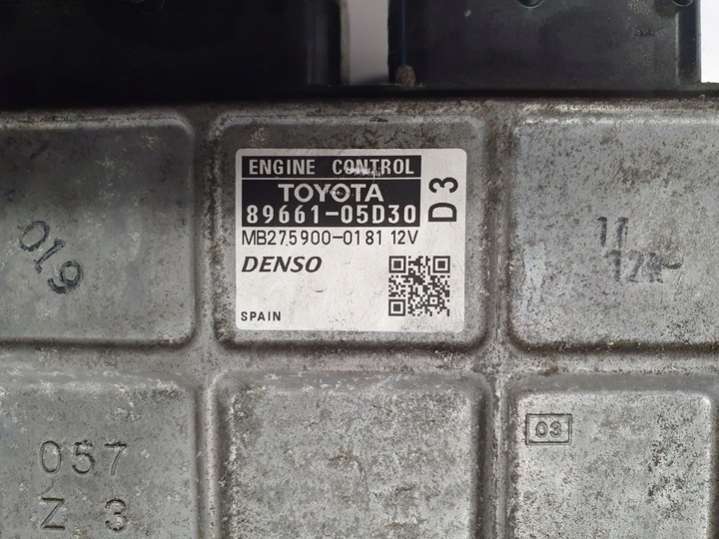 ENGINE CONTROL
TOYOTA
89661-05D30
D3
MB275900-0181 12V
DENSO
SPAIN
019
057
Z 3
03